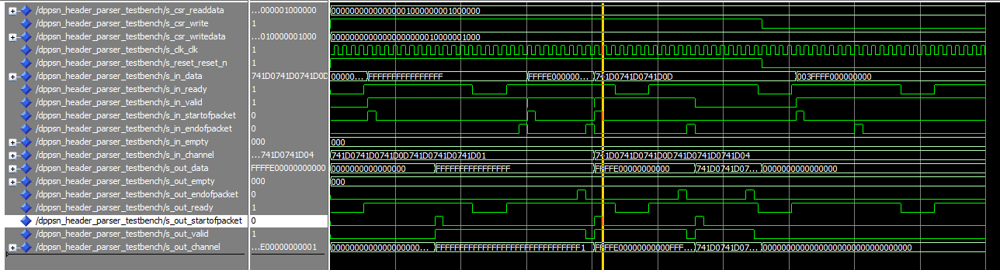 /dppsn_header_parser_testbench/s_csr_readdata ...000001000000 00000000000000001000000001000000
/dppsn_header_parser_testbench/s_csr_write 1
/dppsn_header_parser_testbench/s_csr_writedata ...010000001000 00000000000000000000010000001000
/dppsn_header_parser_testbench/s_clk_clk 1
/dppsn_header_parser_testbench/s_reset_reset_n 1
/dppsn_header_parser_testbench/s_in_data 741D0741D0741D0D 00000... FFFFFFFFFFFFFFFF FFFFE000000... 741D0741D0741D0D 003FFFF000000000
/dppsn_header_parser_testbench/s_in_ready 1
/dppsn_header_parser_testbench/s_in_valid 1
/dppsn_header_parser_testbench/s_in_startofpacket 0
/dppsn_header_parser_testbench/s_in_endofpacket 0
/dppsn_header_parser_testbench/s_in_empty 000 000
/dppsn_header_parser_testbench/s_in_channel ...741D0741D04 741D0741D0741D0D741D0741D0741D01 741D0741D0741D0D741D0741D0741D04
/dppsn_header_parser_testbench/s_out_data FFFFE00000000000 0000000000000000 FFFFFFFFFFFFFFFF FFFFE00000000000 741D0741D07... 0000000000000000
/dppsn_header_parser_testbench/s_out_empty 000 000
/dppsn_header_parser_testbench/s_out_endofpacket 0
/dppsn_header_parser_testbench/s_out_ready 1
/dppsn_header_parser_testbench/s_out_startofpacket 0
/dppsn_header_parser_testbench/s_out_valid 1
/dppsn_header_parser_testbench/s_out_channel ...E00000000001 0000000000000000000... FFFFFFFFFFFFFFFFFFFFFFFFFFFFFFF1 FFFFE00000000000FFF... 741D0741D07... 00000000000000000000000000000000